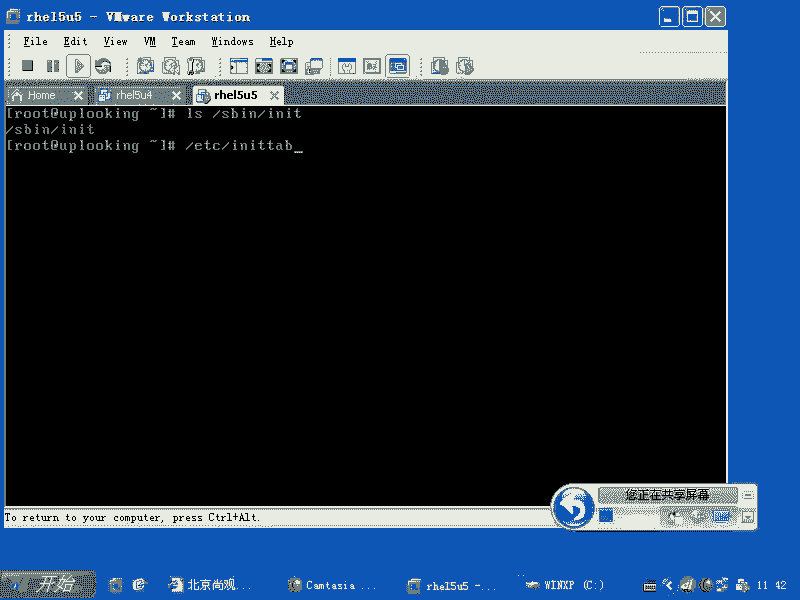 rhel5u5 - VMware Workstation
File Edit View VM Team Windows Help
Home rhel5u4 rhel5u5
[root@uplooking ~]# ls /sbin/init
/sbin/init
[root@uplooking ~]# /etc/inittab_
您正在共享屏幕
To return to your computer, press Ctrl+Alt.
开始 北京尚观... Camtasia ... rhel5u5 -... WINXP (C:) 11 42